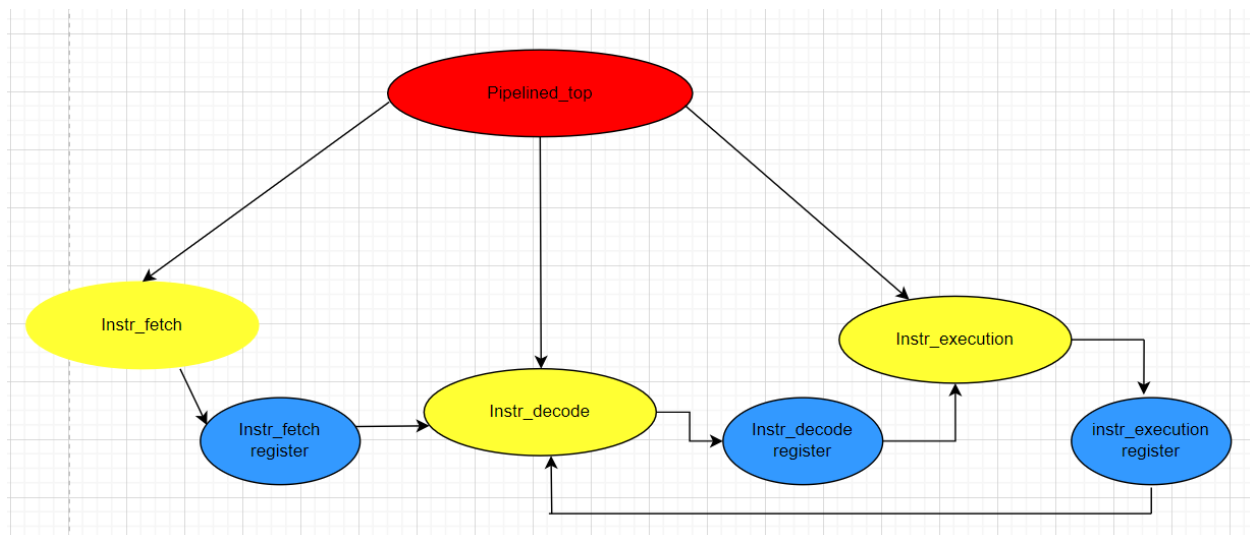 Pipelined_top
Instr_fetch
Instr_execution
Instr_decode
Instr_fetch
register
Instr_decode
register
instr_execution
register